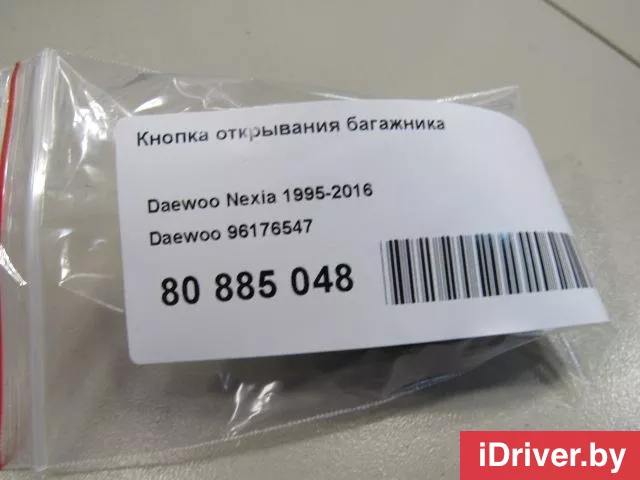 Кнопка открывания багажника
Daewoo Nexia 1995-2016
Daewoo 96176547
80 885 048
iDriver.by